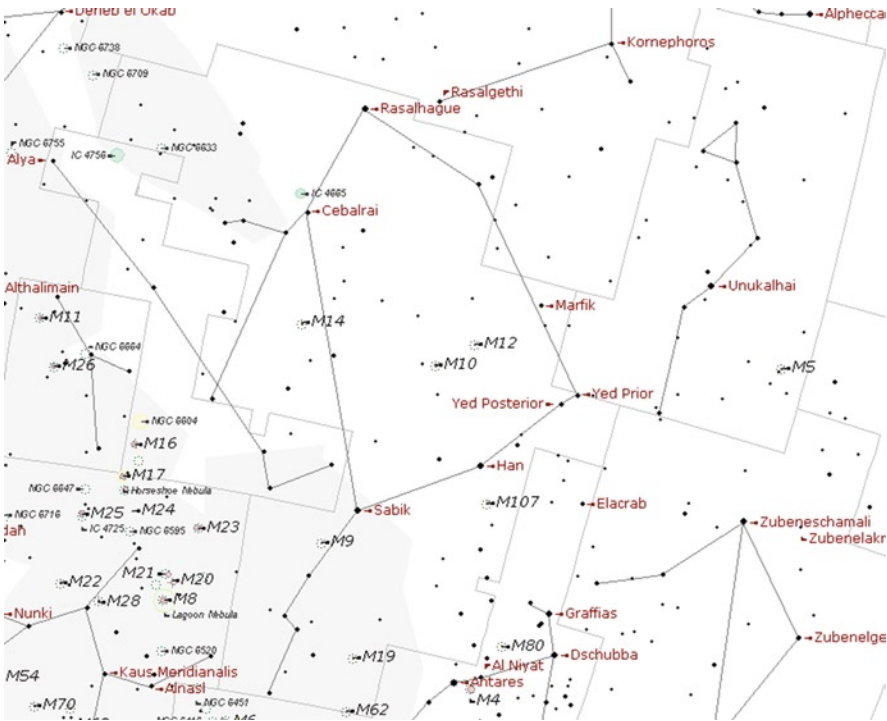 Deneb el Okab
Alphecca
Kornephoros
NGC 6738
NGC 6709
Rasalgethi
Rasalhague
NGC 6755
NGC 6633
IC 4756
Alya
IC 4665
Cebalrai
Unukalhai
Althalimain
Marfik
M11
M14
M12
NGC 6664
M10
M26
M5
Yed Prior
Yed Posterior
NGC 6604
M16
Han
M17
NGC 6647
Horseshoe Nebula
M107
Elacrab
M24
Sabik
NGC 6716
M25
Zubeneschamali
IC 4725
NGC 6595
M23
dan
Zubenelakr
M9
M21
M20
M22
M28
M8
Nunki
Lagoon Nebula
Graffias
Zubenelge
M80
NGC 6520
M19
Dschubba
Al Niyat
Kaus Meridianalis
M54
Antares
Alnasl
M4
M70
NGC 6451
M62
M6